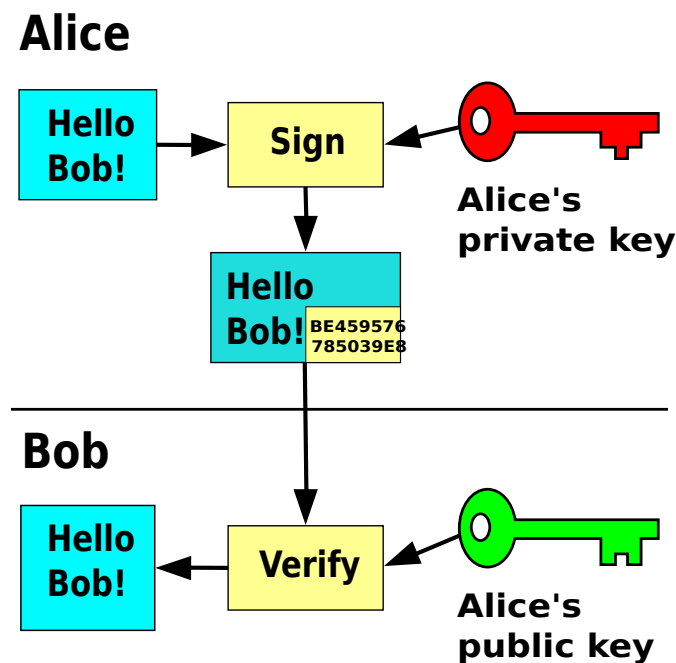 Alice
Hello
Bob!
Sign
Alice's
private key
Hello
Bob!
BE459576
785039E8
Bob
Hello
Bob!
Verify
Alice's
public key